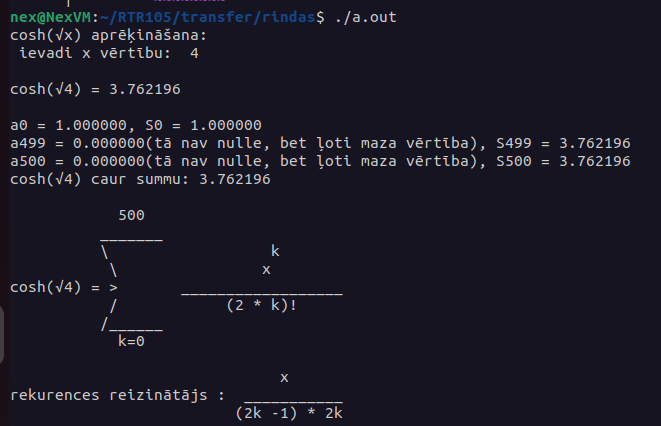 nex@NexVM:~/RTR105/transfer/rindas$ ./a.out
cosh(√x) aprēķināšana:
 ievadi x vērtību:  4

cosh(√4) = 3.762196

a0 = 1.000000, S0 = 1.000000
a499 = 0.000000(tā nav nulle, bet ļoti maza vērtība), S499 = 3.762196
a500 = 0.000000(tā nav nulle, bet ļoti maza vērtība), S500 = 3.762196
cosh(√4) caur summu: 3.762196

            500
          _______
          \                  k
           \                x
cosh(√4) = >       __________________
           /            (2 * k)!
          /______
            k=0

                              x
rekurences reizinātājs :  ___________
                         (2k -1) * 2k